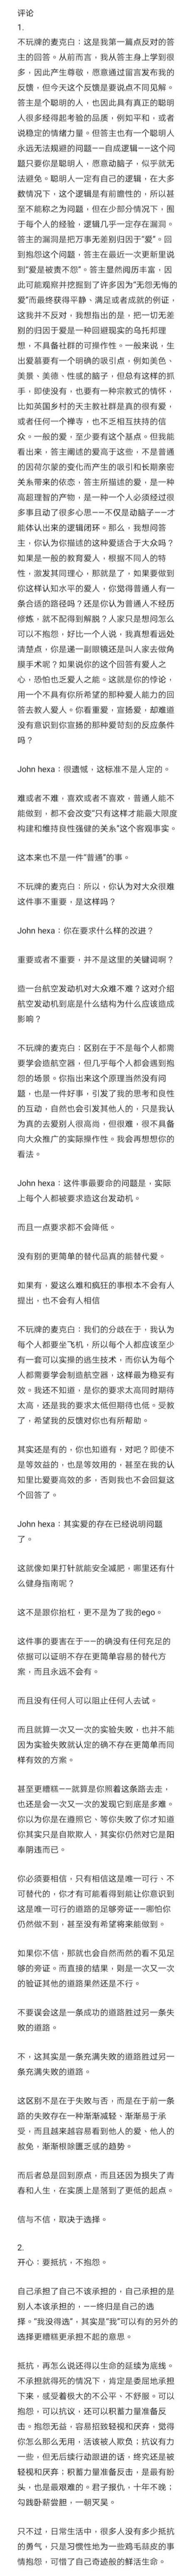 评论
1.
不玩牌的麦克白：这是我第一篇点反对的答
主的回答。从前而言，我从答主身上学到很
多，因此产生尊敬，愿意通过留言发布我的
反馈，但今天这个反馈是要说点不同见解。
答主是个聪明的人，也因此具有真正的聪明
人很多经得起考验的品质，例如平和，或者
说稳定的情绪力量。但答主也有一个聪明人
永远无法规避的问题——自成逻辑——这个问
题只要你是聪明人，愿意动脑子，似乎就无
法避免。聪明人一定有自己的逻辑，在大多
数情况下，这个逻辑是有前瞻性的，所以甚
至不能称之为问题，但在少部分情况下，囿
于每个人的经验，逻辑几乎一定存在漏洞。
答主的漏洞是把万事无差别归因于“爱”。回
到抱怨这个问题，答主在最近一次更新里说
到“爱是被责不怨”。答主显然阅历丰富，因
此可能观察并挖掘到了许多因为“无怨无悔的
爱”而最终获得平静、满足或者成就的例证，
这我并不反对，我想指出的是，把一切无差
别的归因于爱是一种回避现实的乌托邦理
想，不具备社群的可操作性。一般来说，生
出爱慕要有一个明确的吸引点，例如美色、
美景、美德、性感的脑子，但总有这样的抓
手，即使没有，也要有一种宗教式的情怀，
比如英国乡村的天主教社群是真的很有爱，
或者任何一个禅寺，也不乏相互扶持的信
众。一般的爱，至少要有这个基点。但我能
看出来，答主阐述的爱高于这些，不是普通
的因荷尔蒙的变化而产生的吸引和长期亲密
关系带来的依恋，答主所描述的爱，是一种
高超理智的产物，是一种一个人必须经过很
多事且动了很多心思——不仅是动脑子——才
能体认出来的逻辑闭环。那么，我想问答
主，你认为你描述的这种爱适合于大众吗？
如果是一般的教育爱人，根据不同人的特
性，激发其同理心，那就是了，如果要做到
你这样认知水平的爱人，你觉得普通人有一
条合适的路径吗？还是你认为普通人不经历
修炼，就不配得到解脱？人家只是想问怎么
可以不抱怨，好比一个人说，我真想看远处
清楚点，你是递一副眼镜还是叫人家去做角
膜手术呢？如果说你的这个回答有爱人之
心，恐怕也乏爱人之能。这就是你的悖论，
用一个不具有你所希望的那种爱人能力的回
答去教人爱人。你看重爱，宣扬爱，却难道
没有意识到你宣扬的那种爱苛刻的反应条件
吗？
John hexa：很遗憾，这标准不是人定的。
难或者不难，喜欢或者不喜欢，普通人能不
能做到，都不会改变“只有这样才能最大限度
构建和维持良性强健的关系”这个客观事实。
这本来也不是一件“普通”的事。
不玩牌的麦克白：所以，你认为对大众很难
这件事不重要，是这样吗？
John hexa：你在要求什么样的改进？
重要或者不重要，并不是这里的关键词啊？
造一台航空发动机对大众难不难？这对介绍
航空发动机到底是什么结构为什么应该造成
影响？
不玩牌的麦克白：区别在于不是每个人都需
要学会造航空器，但几乎每个人都会遇到抱
怨的场景。你指出来这个原理当然没有问
题，也是一件好事，引发了我的思考和良性
的互动，自然也会引发其他人的，只是我认
为真的去爱别人很高尚，但很难，很不具备
向大众推广的实际操作性。我会再想想你的
看法。
John hexa：这件事最要命的问题是，实际
上每个人都被要求造这台发动机。
而且一点要求都不会降低。
没有别的更简单的替代品真的能替代爱。
如果有，爱这么难和疯狂的事根本不会有人
提出，也不会有人相信
不玩牌的麦克白：我们的分歧在于，我认为
每个人都要坐飞机，所以每个人都应该至少
有一套可以实操的逃生技术，而你认为每个
人都需要学会制造航空器，这样最为稳妥有
效。我还不知道，是你的要求太高同时期待
太高，还是我的要求太低但期待也低。受教
了，希望我的反馈对你也有所帮助。
其实还是有的，你也知道有，对吧？即使不
是等效益的，也是等效用的，甚至在我的认
知里比爱要高效的多，否则我也不会回复这
个回答了。
John hexa：其实爱的存在已经说明问题
了。
这就像如果打针就能安全减肥，哪里还有什
么健身指南呢？
这不是跟你抬杠，更不是为了我的ego。
这件事的要害在于——的确没有任何充足的
依据可以证明不存在更简单容易的替代方
案，而且永远不会有。
而且没有任何人可以阻止任何人去试。
而且就算一次又一次的实验失败，也并不能
因为实验失败就认定的确不存在更简单而同
样有效的方案。
甚至更糟糕——就算是你照着这条路去走，
也还是会一次又一次的发现它到底是多难。
你以为你是在遵照它、等你失败了你才知道
你其实只是自欺欺人，其实你仍然对它是阳
奉阴违而已。
你必须要相信，只有相信这是唯一可行、不
可替代的，你才有可能看得到能让你意识到
这是唯一可行的道路的足够旁证——哪怕你
仍然做不到，甚至没有希望将来能做到。
如果你不信，那就也会自然而然的看不见足
够的旁证。而直接的结果，则是一次又一次
的验证其他的道路果然还是不行。
不要误会这是一条成功的道路胜过另一条失
败的道路。
不，这其实是一条充满失败的道路胜过另一
条充满失败的道路。
这区别不是在于失败与否，而是在于前一条
路的失败存在一种渐渐减轻、渐渐易于承
受，而且越来越容易看到他人的爱、他人的
赦免，渐渐根除匮乏感的趋势。
而后者总是回到原点，而且还因为损失了青
春和人生，在实质上是落到了更低的起点。
信与不信，取决于选择。
2.
开心：要抵抗，不抱怨。
自己承担了自己不该承担的，自己承担的是
别人本该承担的，——终归是自己的选
择。“我没得选”，其实是“我”可以有的另外的
选择更糟糕更承担不起的意思。
抵抗，再怎么说还得以生命的延续为底线。
不承担就得死的情况下，肯定是委屈地承担
下来，感受着极大的不公平、不舒服。可以
抱怨，可以抗议，还可以积蓄力量准备反
击。抱怨无益，容易招致轻视和厌弃，觉得
你怎么那么无用，活该被人欺负；抗议有力
一些，但无后续行动跟进的话，终究还是被
轻视和厌弃；积蓄力量准备反击，是最有盼
头，也是最艰难的。君子报仇，十年不晚；
勾践卧薪尝胆，一朝灭吴。
只不过，日常生活中，很多人没有多少抵抗
的勇气，只是习惯性地为一些鸡毛蒜皮的事
情抱怨，可惜了自己奇迹般的鲜活生命。